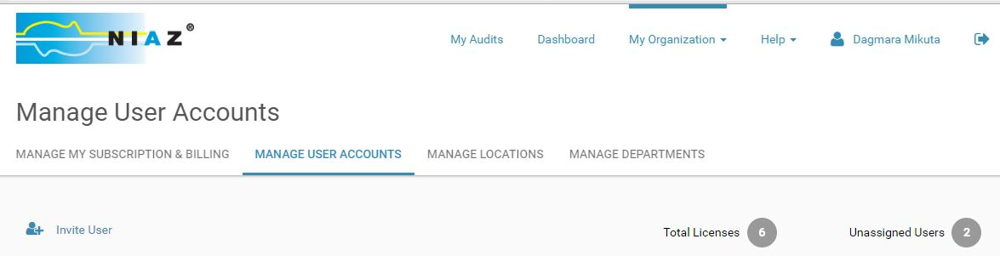 NIAZ®
My Audits Dashboard My Organization Help Dagmara Mikuta
Manage User Accounts
MANAGE MY SUBSCRIPTION & BILLING MANAGE USER ACCOUNTS MANAGE LOCATIONS MANAGE DEPARTMENTS
Invite User Total Licenses 6 Unassigned Users 2